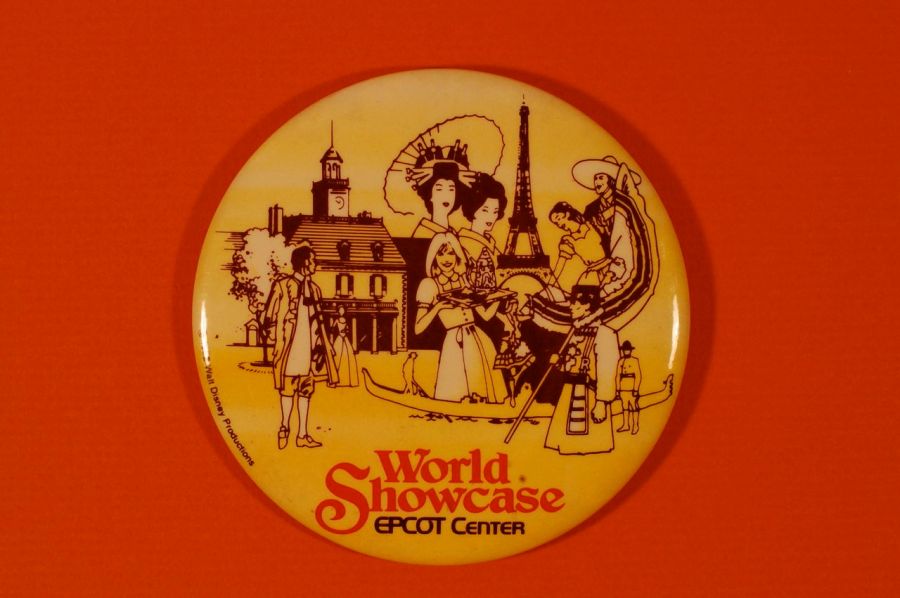 World
Showcase
EPCOT CENTER
Walt Disney Productions